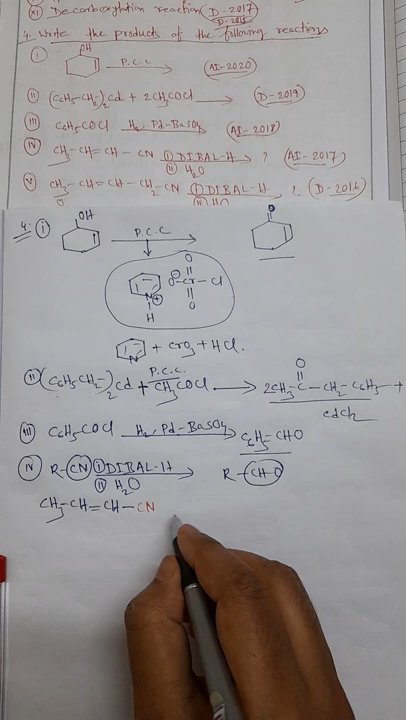 (xi) Decarboxylation reaction (D-2017)
(D-2015
4. Write the products of the following reactions
(i) OH P.C.C → (AI-2020)
(ii) (C6H5-CH2)2Cd + 2CH3COCl → (D-2019)
(iii) C6H5COCl H2, Pd-BaSO4 → (AI-2018)
(iv) CH3-CH=CH-CN (i) DIBAL-H → ? (AI-2017)
(ii) H2O
(v) CH3-CH=CH-CH2-CN (i) DIBAL-H → ? (D-2016)
(ii) H2O
4. (i) OH P.C.C → O
O
⊖O-Cr-Cl
N⊕ O
H
N + CrO3 + HCl.
(ii) (C6H5CH2-)2Cd + CH3COCl P.C.C. → 2CH3-C-CH2-C6H5 +
O
CdCl2
(iii) C6H5COCl H2, Pd-BaSO4 → C6H5-CHO
(iv) R-CN (i) DIBAL-H → R-CHO
(ii) H2O
CH3-CH=CH-CN